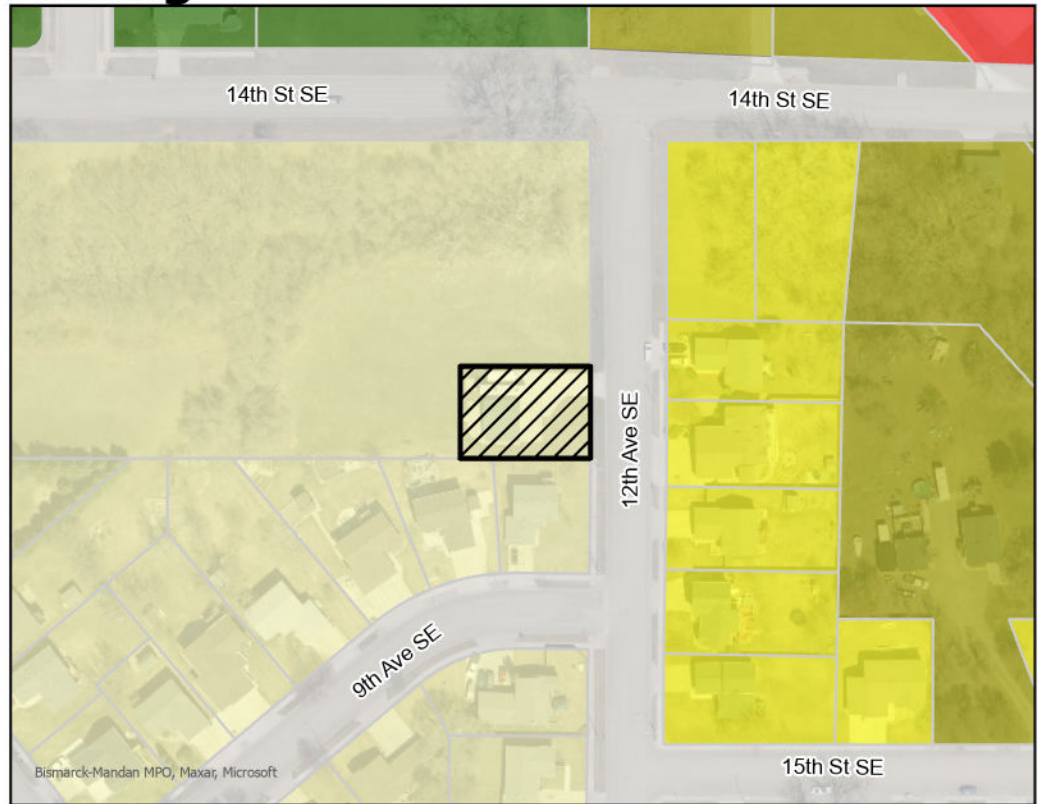 14th St SE
14th St SE
12th Ave SE
9th Ave SE
Bismarck-Mandan MPO, Maxar, Microsoft
15th St SE